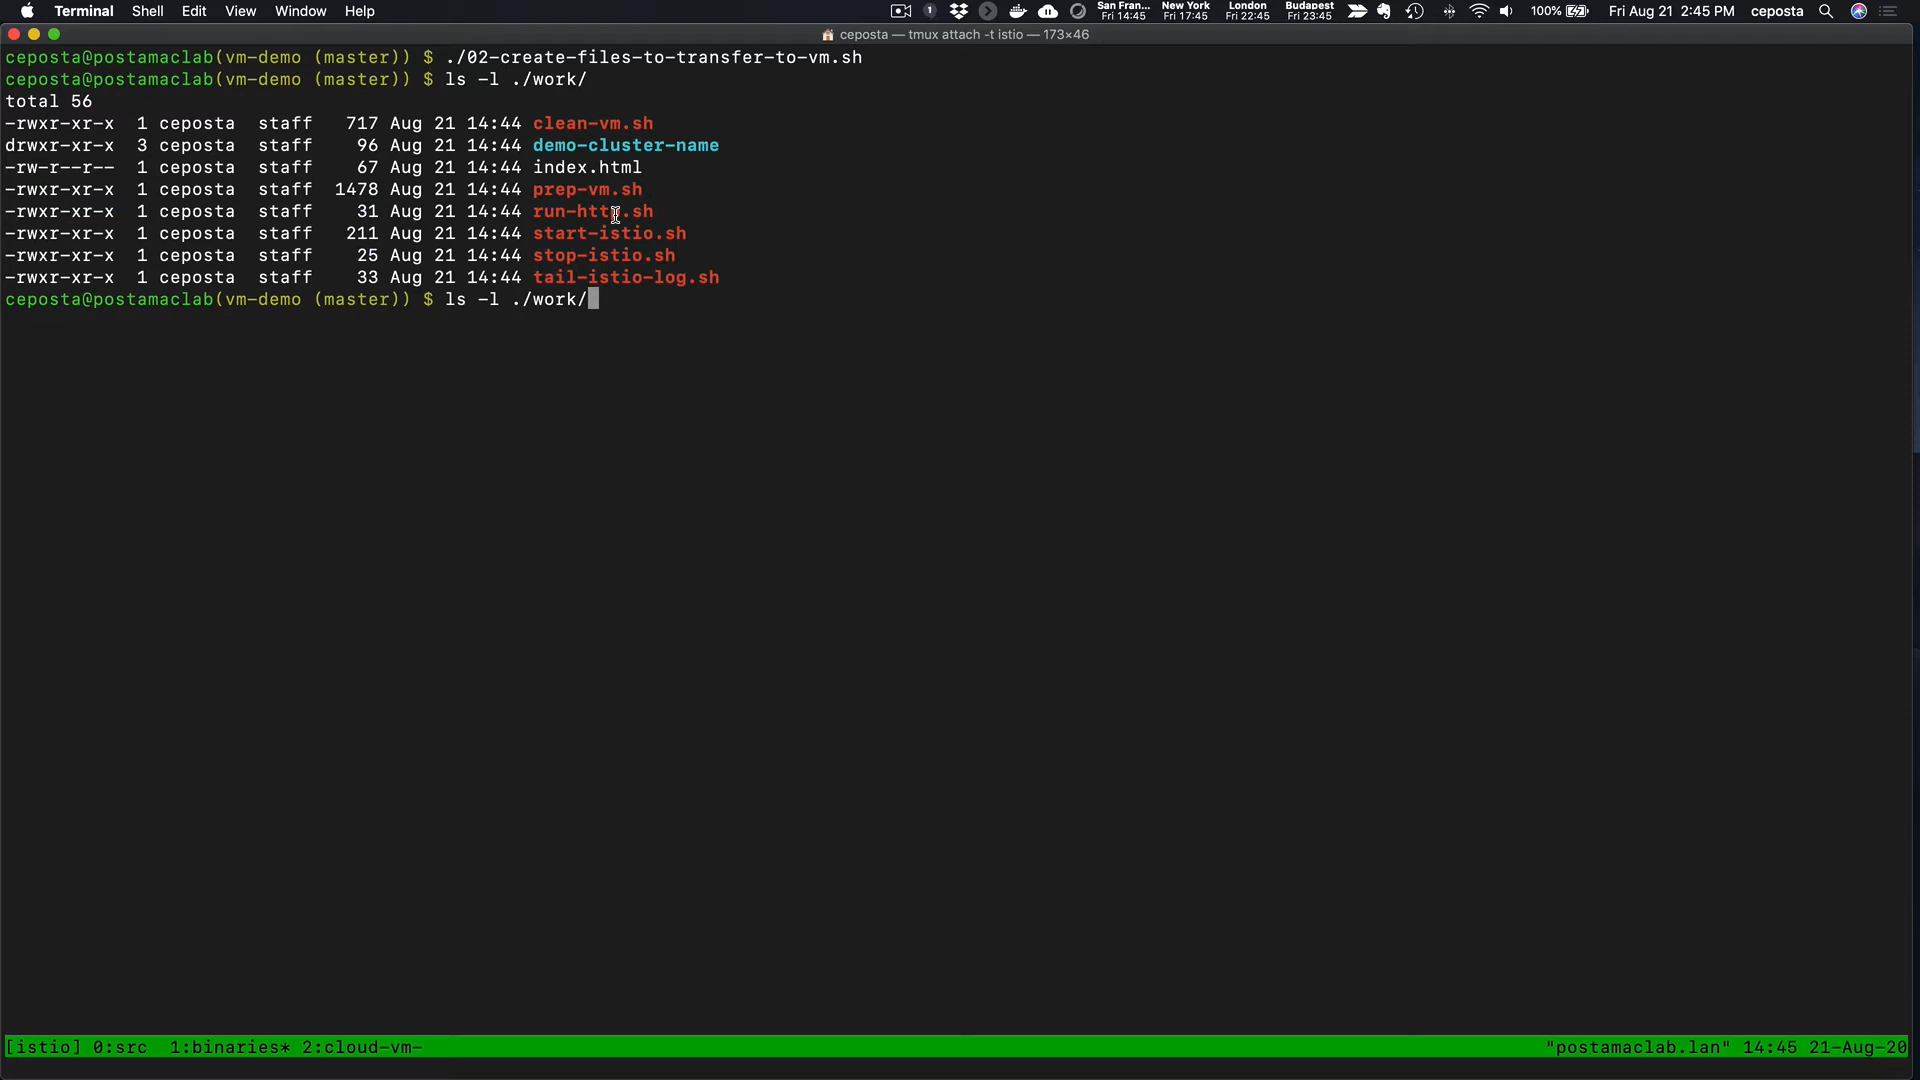 Terminal Shell Edit View Window Help San Fran... Fri 14:45 New York Fri 17:45 London Fri 22:45 Budapest Fri 23:45 100% Fri Aug 21 2:45 PM ceposta
ceposta — tmux attach -t istio — 173×46
ceposta@postamaclab(vm-demo (master)) $ ./02-create-files-to-transfer-to-vm.sh
ceposta@postamaclab(vm-demo (master)) $ ls -l ./work/
total 56
-rwxr-xr-x 1 ceposta staff 717 Aug 21 14:44 clean-vm.sh
drwxr-xr-x 3 ceposta staff 96 Aug 21 14:44 demo-cluster-name
-rw-r--r-- 1 ceposta staff 67 Aug 21 14:44 index.html
-rwxr-xr-x 1 ceposta staff 1478 Aug 21 14:44 prep-vm.sh
-rwxr-xr-x 1 ceposta staff 31 Aug 21 14:44 run-http.sh
-rwxr-xr-x 1 ceposta staff 211 Aug 21 14:44 start-istio.sh
-rwxr-xr-x 1 ceposta staff 25 Aug 21 14:44 stop-istio.sh
-rwxr-xr-x 1 ceposta staff 33 Aug 21 14:44 tail-istio-log.sh
ceposta@postamaclab(vm-demo (master)) $ ls -l ./work/
[istio] 0:src 1:binaries* 2:cloud-vm- "postamaclab.lan" 14:45 21-Aug-20